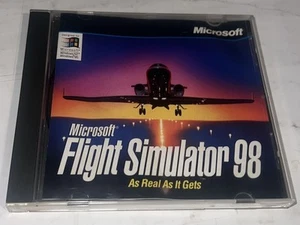 Microsoft
Microsoft
Flight Simulator 98
As Real As It Gets